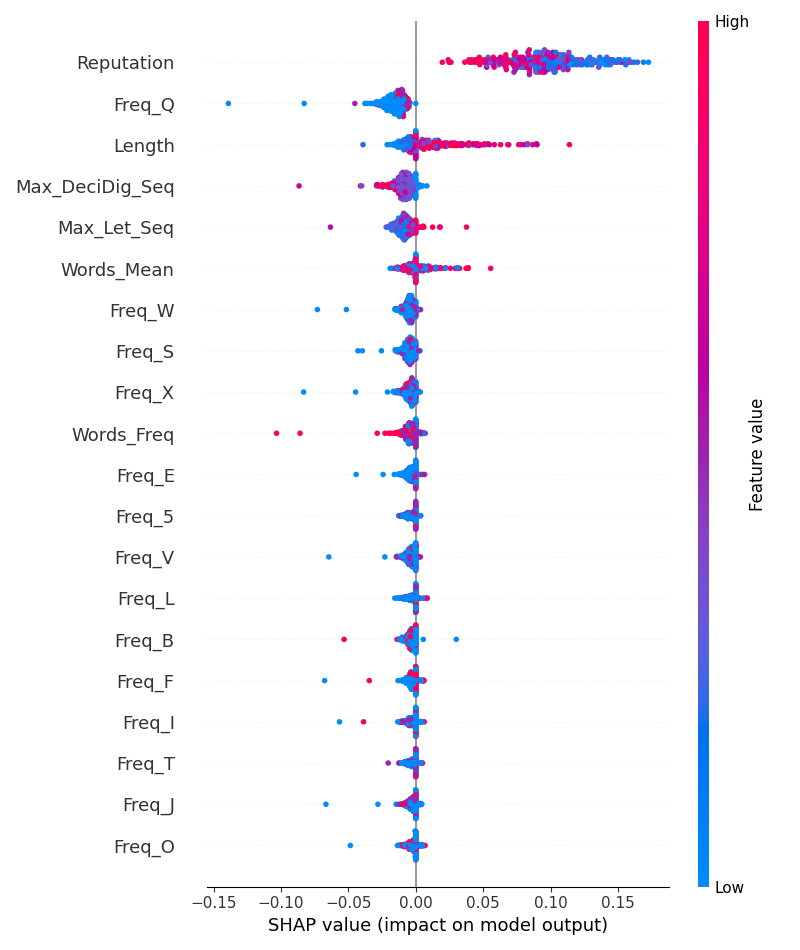 High
Reputation
Freq_Q
Length
Max_DeciDig_Seq
Max_Let_Seq
Words_Mean
Freq_W
Freq_S
Freq_X
Words_Freq
Freq_E
Freq_5
Freq_V
Freq_L
Freq_B
Freq_F
Freq_I
Freq_T
Freq_J
Freq_O
Feature value
Low
−0.15 −0.10 −0.05 0.00 0.05 0.10 0.15
SHAP value (impact on model output)